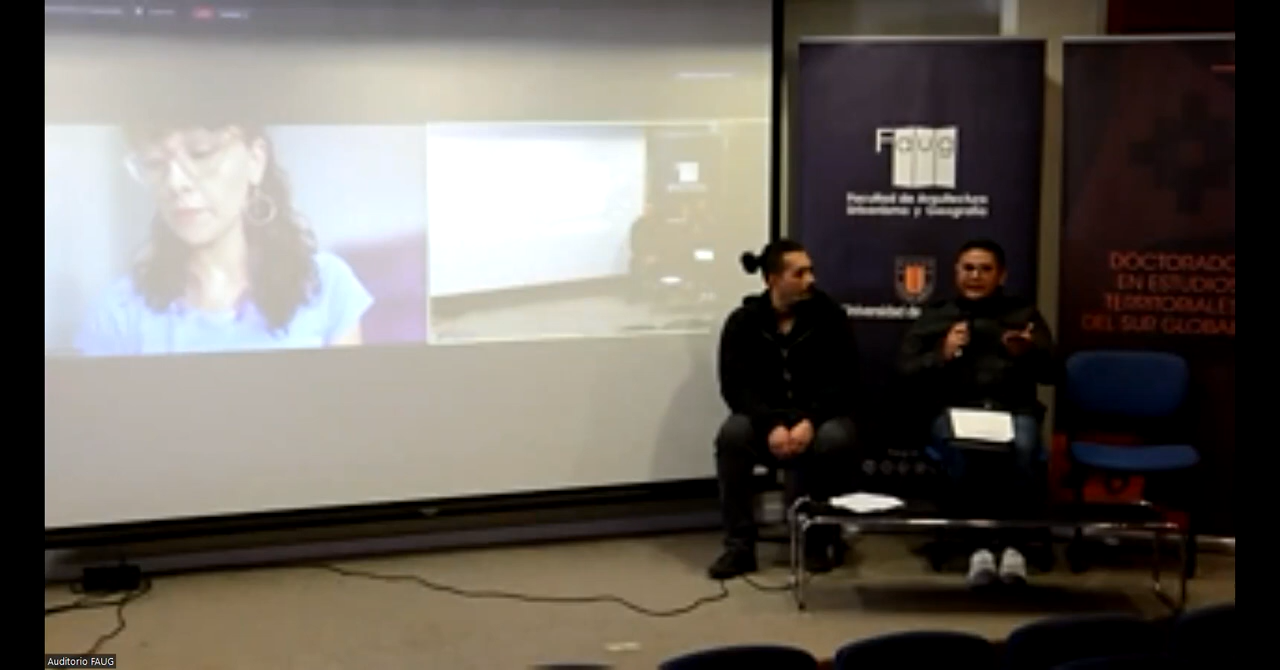 Faug
Facultad de Arquitectura
Urbanismo y Geografía
Universidad de
DOCTORADO
EN ESTUDIOS
TERRITORIALES
DEL SUR GLOBAL
Auditorio FAUG